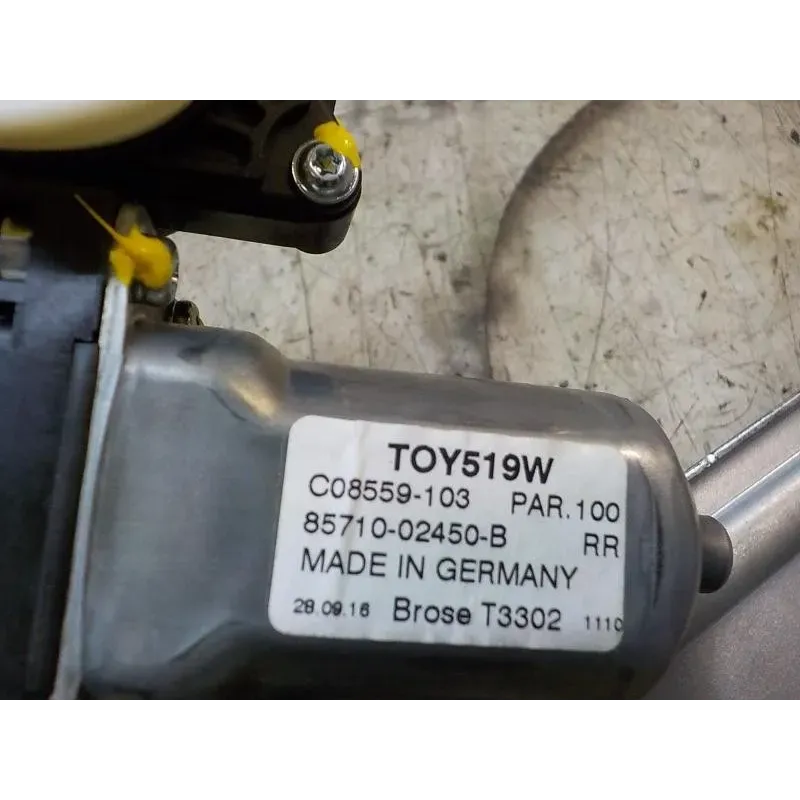 TOY519W
C08559-103 PAR.100
85710-02450-B RR
MADE IN GERMANY
28.09.16 Brose T3302 1110